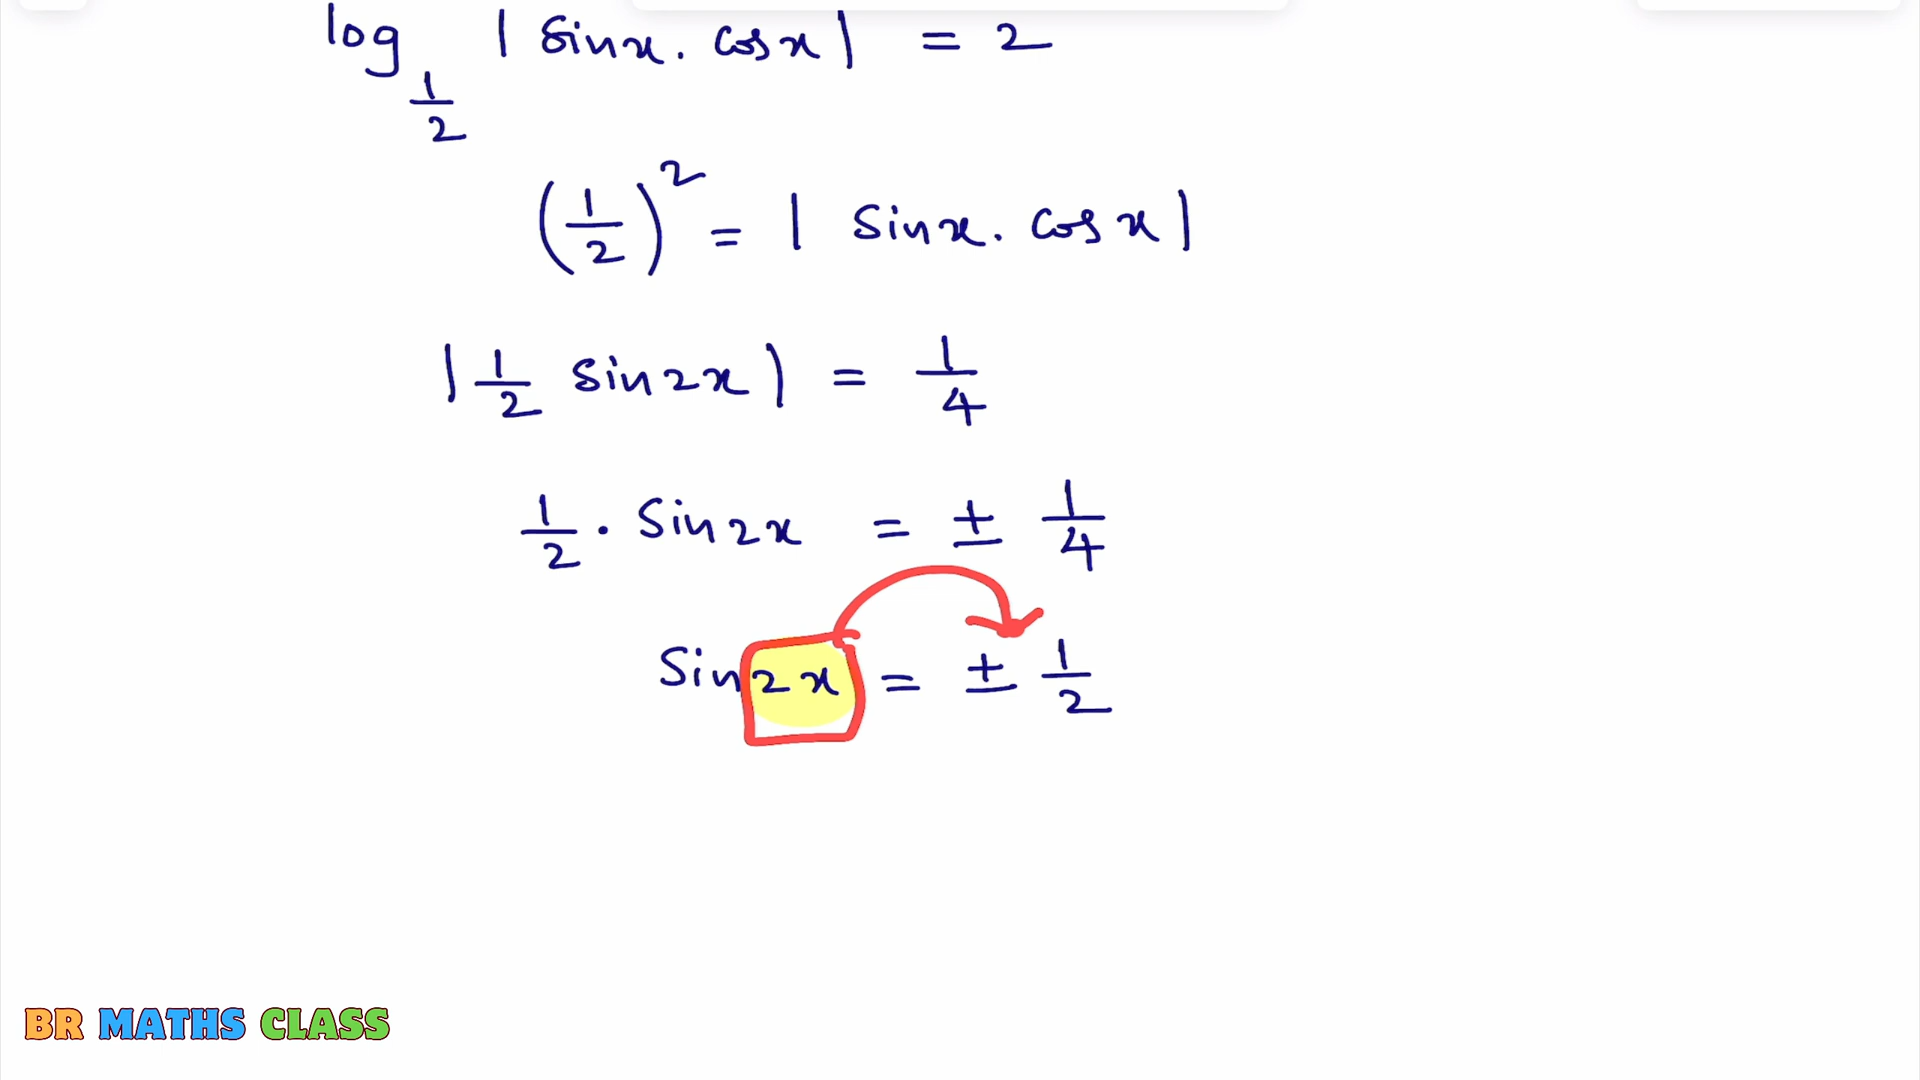 log 1/2 |sinx. cosx| = 2
(1/2)² = | sinx. cosx|
|1/2 sin2x| = 1/4
1/2 . sin2x = ± 1/4
sin2x = ± 1/2
BR MATHS CLASS